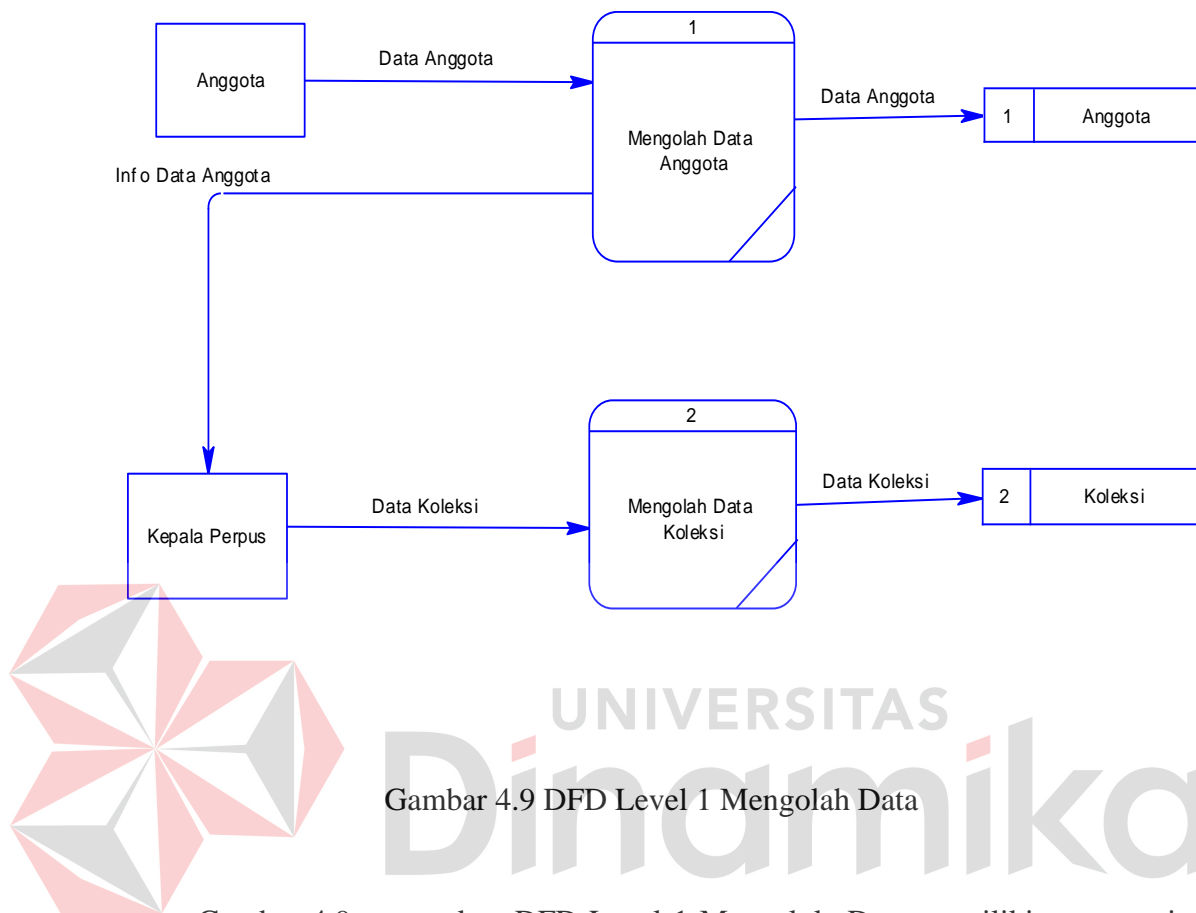 1
Data Anggota
Anggota
Data Anggota
1
Anggota
Mengolah Data
Anggota
Info Data Anggota
2
Data Koleksi
Data Koleksi
2
Koleksi
Mengolah Data
Koleksi
Kepala Perpus
UNIVERSITAS
Dinamika
Gambar 4.9 DFD Level 1 Mengolah Data